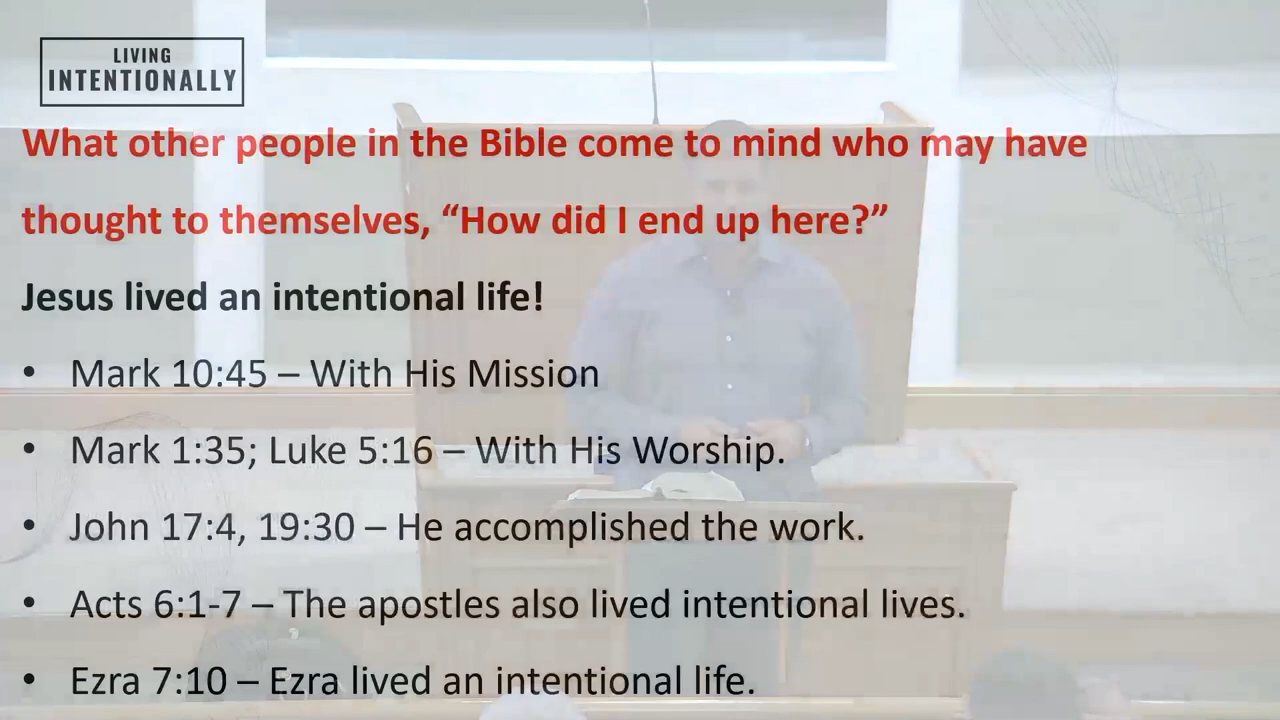 LIVING
INTENTIONALLY
What other people in the Bible come to mind who may have
thought to themselves, “How did I end up here?”
Jesus lived an intentional life!
• Mark 10:45 – With His Mission
• Mark 1:35; Luke 5:16 – With His Worship.
• John 17:4, 19:30 – He accomplished the work.
• Acts 6:1-7 – The apostles also lived intentional lives.
• Ezra 7:10 – Ezra lived an intentional life.